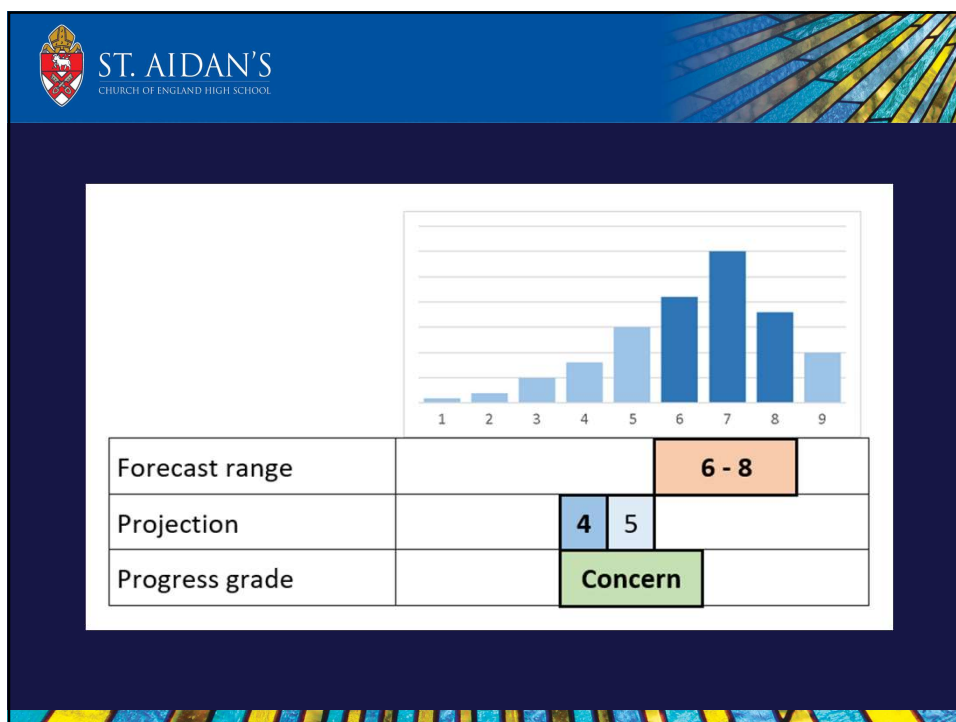 ST. AIDAN'S
CHURCH OF ENGLAND HIGH SCHOOL
1 2 3 4 5 6 7 8 9
Forecast range 6 - 8
Projection 4 5
Progress grade Concern